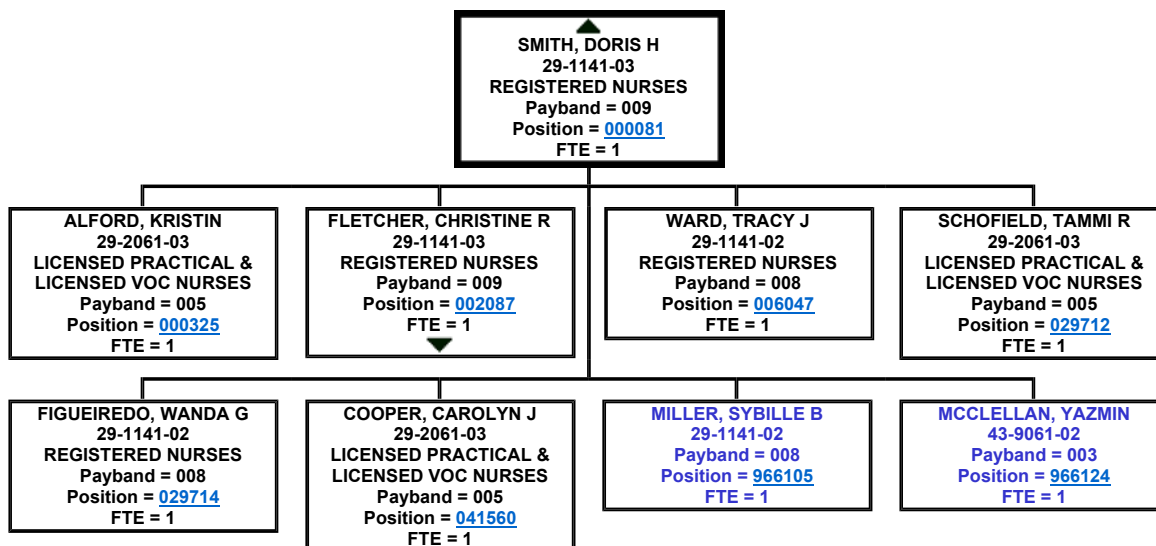 SMITH, DORIS H
29-1141-03
REGISTERED NURSES
Payband = 009
Position = 000081
FTE = 1
ALFORD, KRISTIN
29-2061-03
LICENSED PRACTICAL &
LICENSED VOC NURSES
Payband = 005
Position = 000325
FTE = 1
FLETCHER, CHRISTINE R
29-1141-03
REGISTERED NURSES
Payband = 009
Position = 002087
FTE = 1
WARD, TRACY J
29-1141-02
REGISTERED NURSES
Payband = 008
Position = 006047
FTE = 1
SCHOFIELD, TAMMI R
29-2061-03
LICENSED PRACTICAL &
LICENSED VOC NURSES
Payband = 005
Position = 029712
FTE = 1
FIGUEIREDO, WANDA G
29-1141-02
REGISTERED NURSES
Payband = 008
Position = 029714
FTE = 1
COOPER, CAROLYN J
29-2061-03
LICENSED PRACTICAL &
LICENSED VOC NURSES
Payband = 005
Position = 041560
FTE = 1
MILLER, SYBILLE B
29-1141-02
Payband = 008
Position = 966105
FTE = 1
MCCLELLAN, YAZMIN
43-9061-02
Payband = 003
Position = 966124
FTE = 1